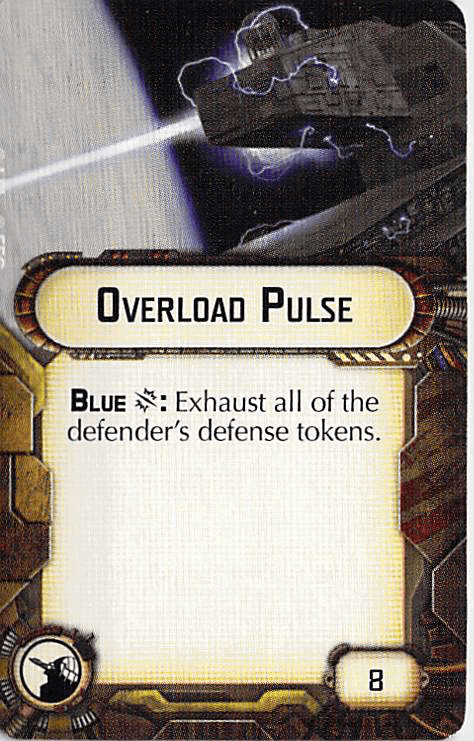 OVERLOAD PULSE
BLUE : Exhaust all of the
defender's defense tokens.
8